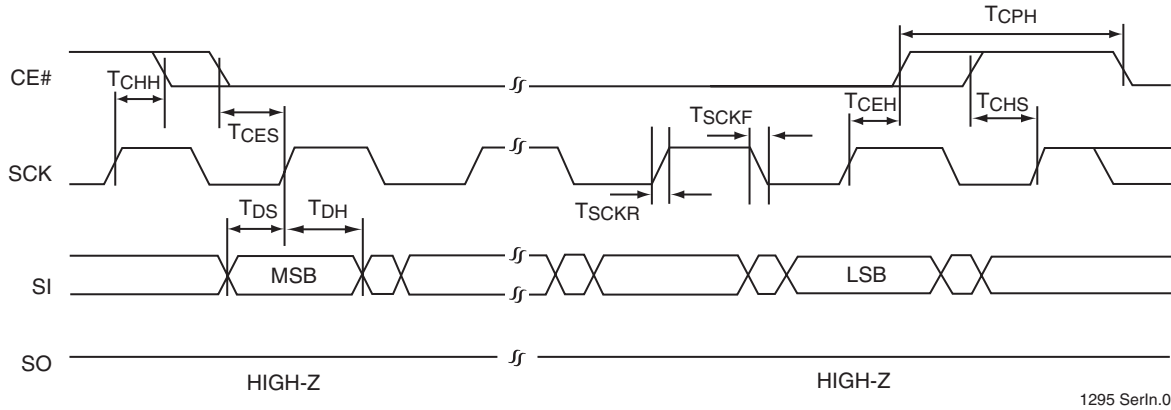 TCPH
CE#
TCHH
TCES
TSCKF
TCEH
TCHS
SCK
TDS
TDH
TSCKR
SI
MSB
LSB
SO
HIGH-Z
HIGH-Z
1295 SerIn.0